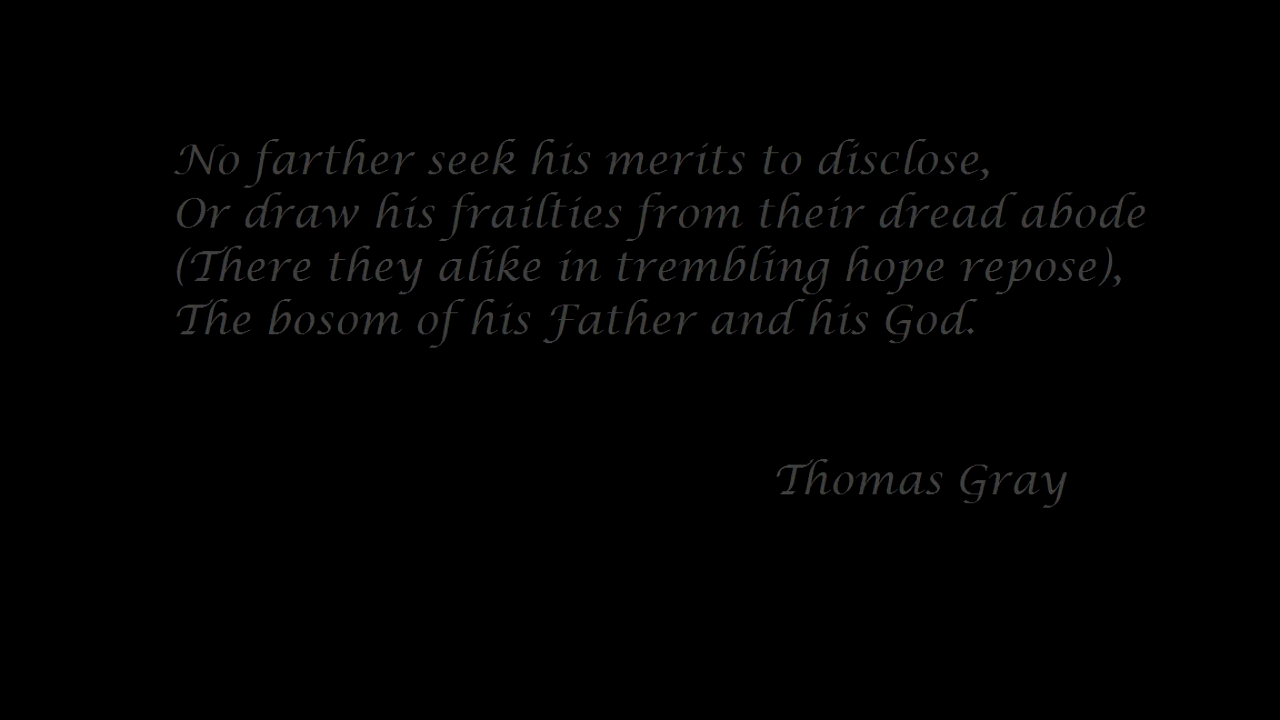 No farther seek his merits to disclose,
Or draw his frailties from their dread abode
(There they alike in trembling hope repose),
The bosom of his Father and his God.
Thomas Gray